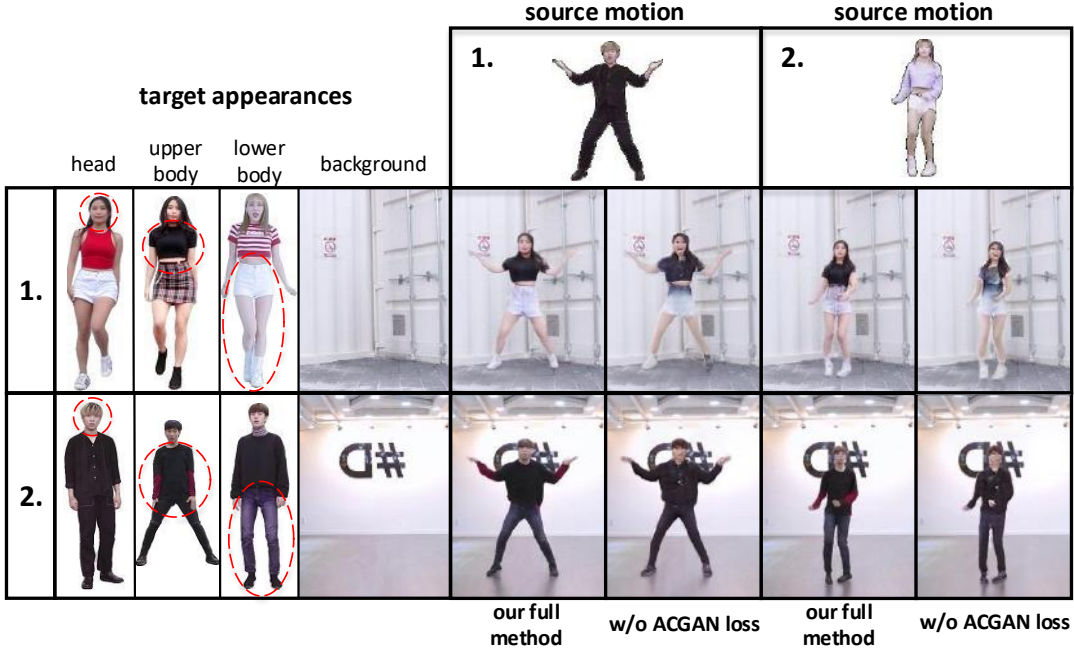 source motion
source motion
1.
2.
target appearances
head
upper
body
lower
body
background
1.
2.
#D
#D
#D
#D
#D
our full
method
w/o ACGAN loss
our full
method
w/o ACGAN loss